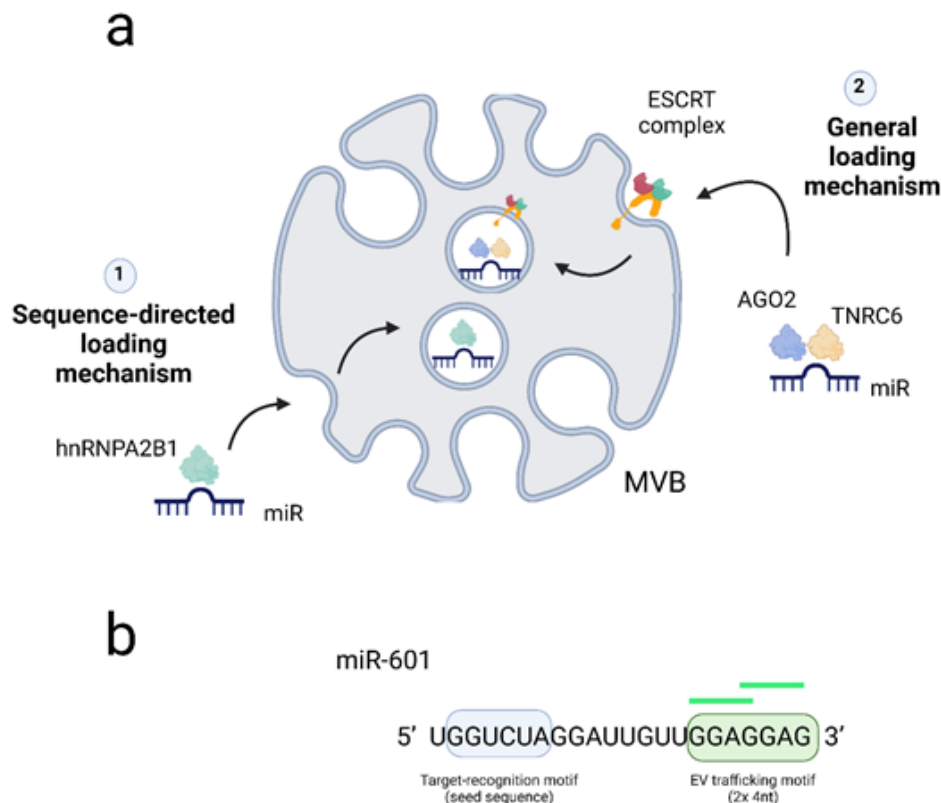 a
ESCRT
complex
2
General
loading
mechanism
1
Sequence-directed
loading
mechanism
AGO2
TNRC6
miR
hnRNPA2B1
miR
MVB
b
miR-601
5’ UGGUCUAGGAUUGUUGGAGGAG 3’
Target-recognition motif
(seed sequence)
EV trafficking motif
(2x 4nt)